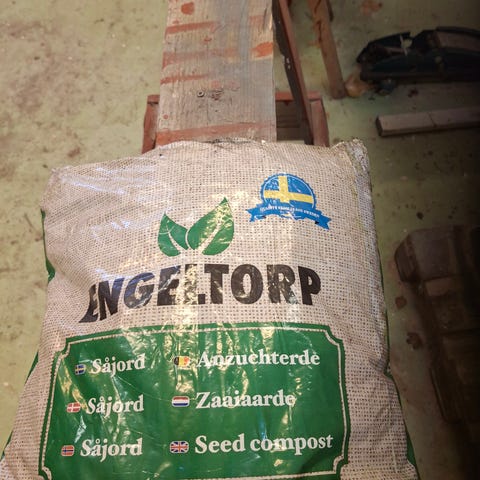 ENGELTORP
Såjord Anzuchterde
Såjord Zaaiaarde
Såjord Seed compost